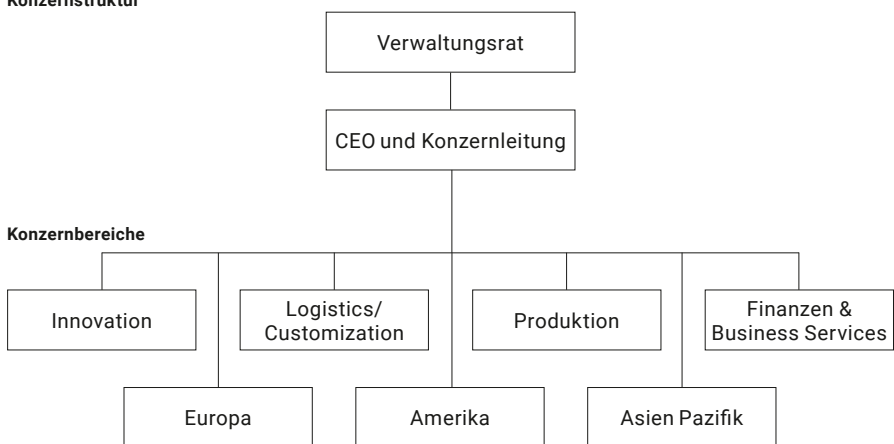 Konzernstruktur
Verwaltungsrat
CEO und Konzernleitung
Konzernbereiche
Innovation
Logistics/
Customization
Produktion
Finanzen &
Business Services
Europa
Amerika
Asien Pazifik